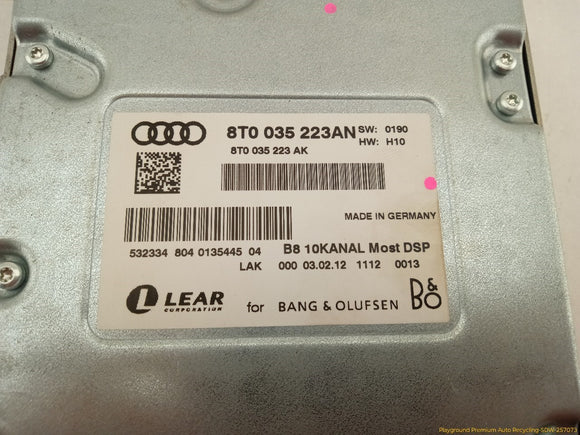 8T0 035 223AN SW: 0190
8T0 035 223 AK HW: H10
MADE IN GERMANY
532334 804 0135445 04 B8 10KANAL Most DSP
LAK 000 03.02.12 1112 0013
LEAR
CORPORATION
for BANG & OLUFSEN B&O
Playground Premium Auto Recycling-SDW-257073